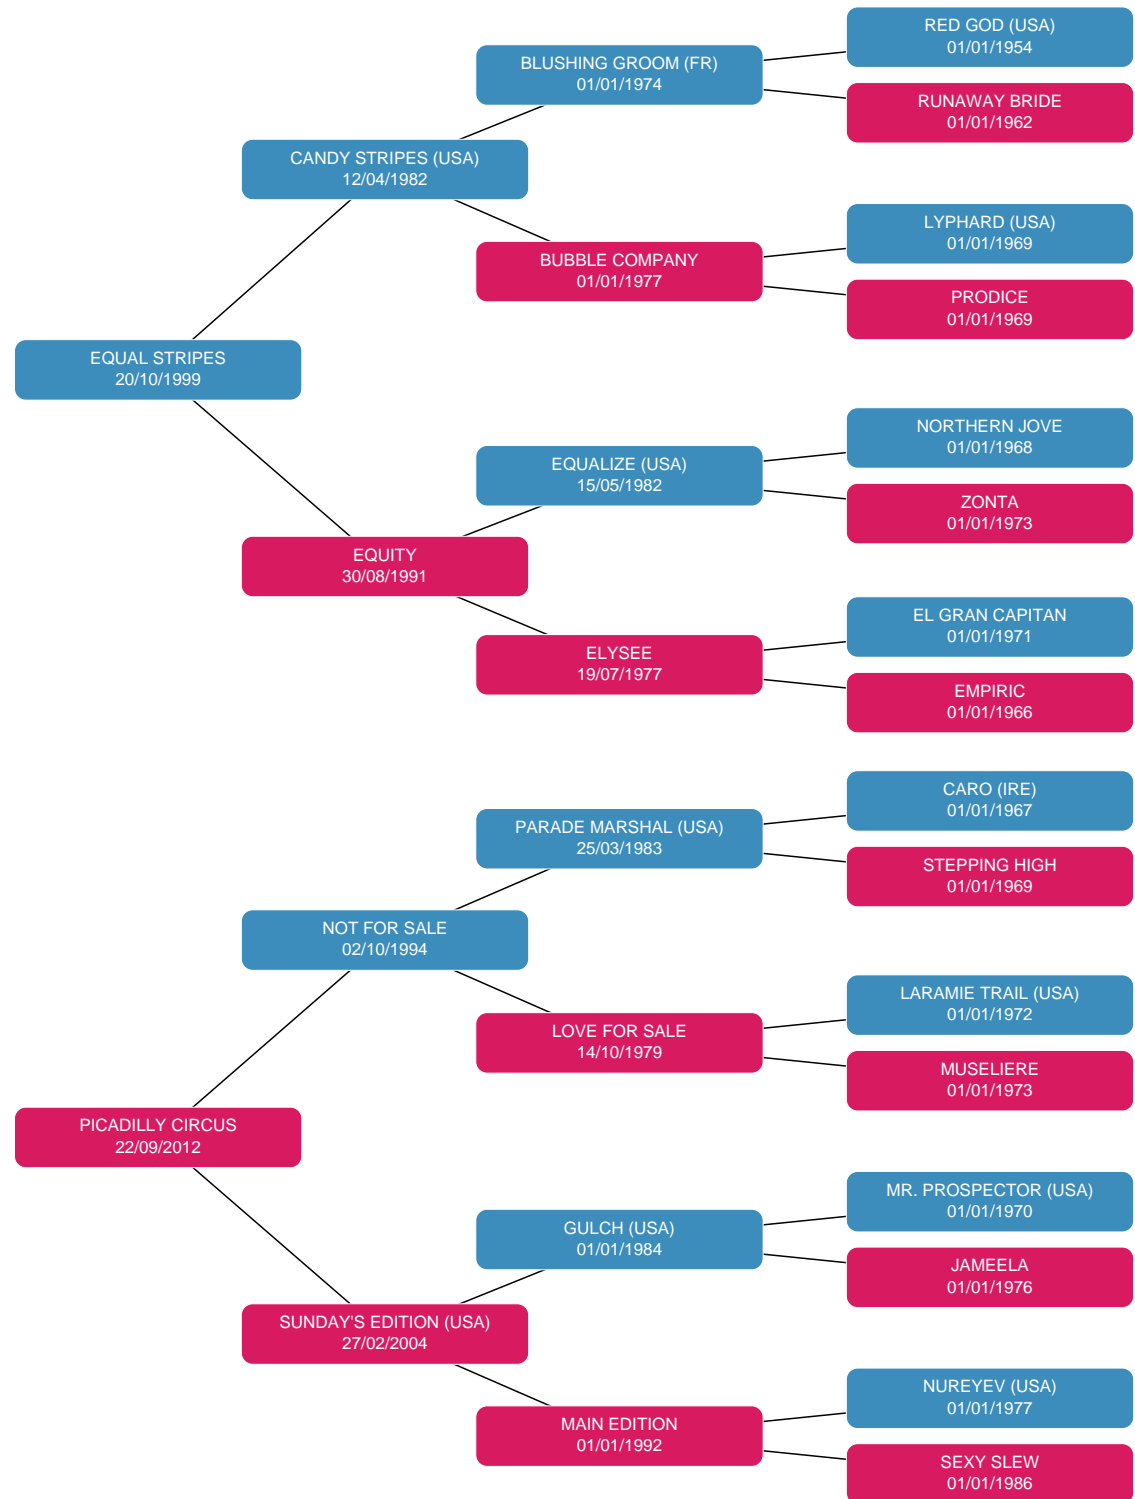 RED GOD (USA)
01/01/1954
BLUSHING GROOM (FR)
01/01/1974
RUNAWAY BRIDE
01/01/1962
CANDY STRIPES (USA)
12/04/1982
LYPHARD (USA)
01/01/1969
BUBBLE COMPANY
01/01/1977
PRODICE
01/01/1969
EQUAL STRIPES
20/10/1999
NORTHERN JOVE
01/01/1968
EQUALIZE (USA)
15/05/1982
ZONTA
01/01/1973
EQUITY
30/08/1991
EL GRAN CAPITAN
01/01/1971
ELYSEE
19/07/1977
EMPIRIC
01/01/1966
CARO (IRE)
01/01/1967
PARADE MARSHAL (USA)
25/03/1983
STEPPING HIGH
01/01/1969
NOT FOR SALE
02/10/1994
LARAMIE TRAIL (USA)
01/01/1972
LOVE FOR SALE
14/10/1979
MUSELIERE
01/01/1973
PICADILLY CIRCUS
22/09/2012
MR. PROSPECTOR (USA)
01/01/1970
GULCH (USA)
01/01/1984
JAMEELA
01/01/1976
SUNDAY'S EDITION (USA)
27/02/2004
NUREYEV (USA)
01/01/1977
MAIN EDITION
01/01/1992
SEXY SLEW
01/01/1986